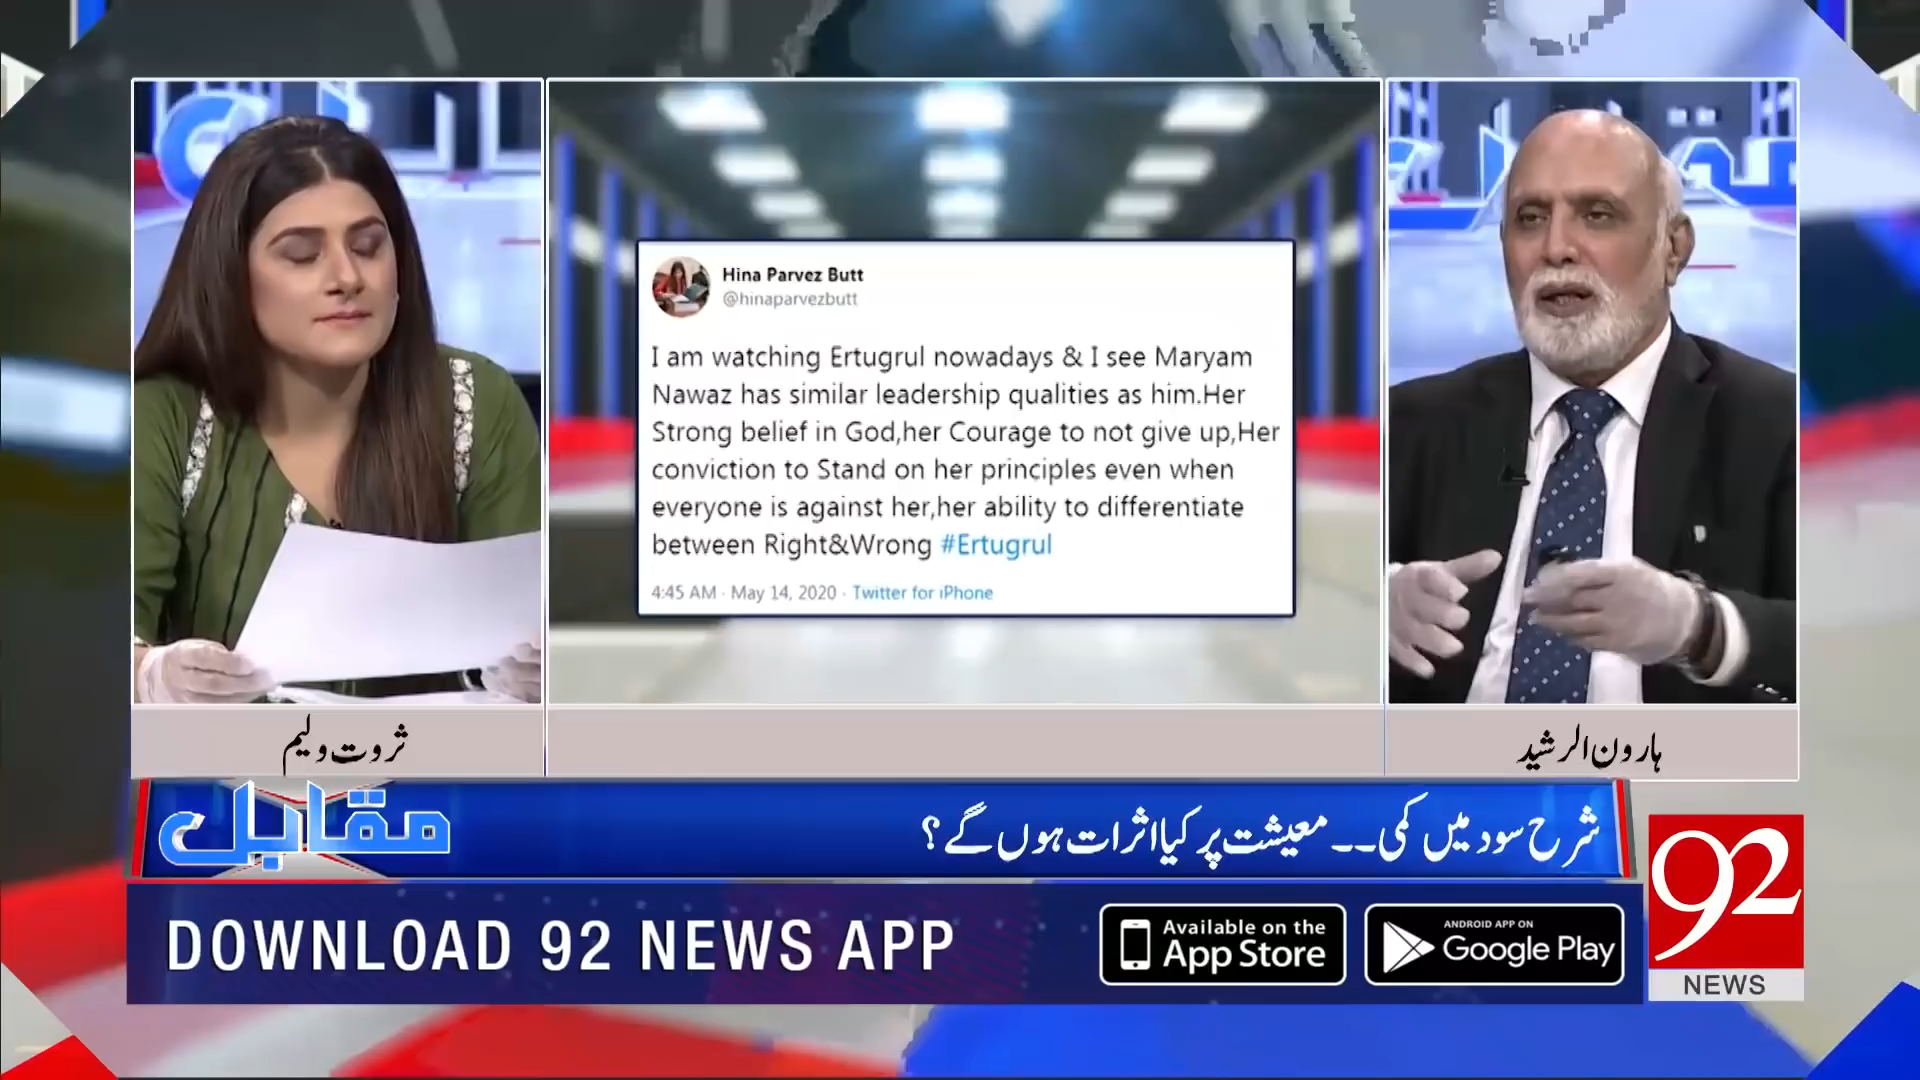 Hina Parvez Butt
@hinaparvezbutt
I am watching Ertugrul nowadays & I see Maryam
Nawaz has similar leadership qualities as him.Her
Strong belief in God,her Courage to not give up,Her
conviction to Stand on her principles even when
everyone is against her,her ability to differentiate
between Right&Wrong #Ertugrul
4:45 AM · May 14, 2020 · Twitter for iPhone
ثروت ولیم
ہارون الرشید
مقابل
شرح سود میں کمی۔۔ معیشت پر کیا اثرات ہوں گے؟
DOWNLOAD 92 NEWS APP
Available on the
App Store
ANDROID APP ON
Google Play
92
NEWS